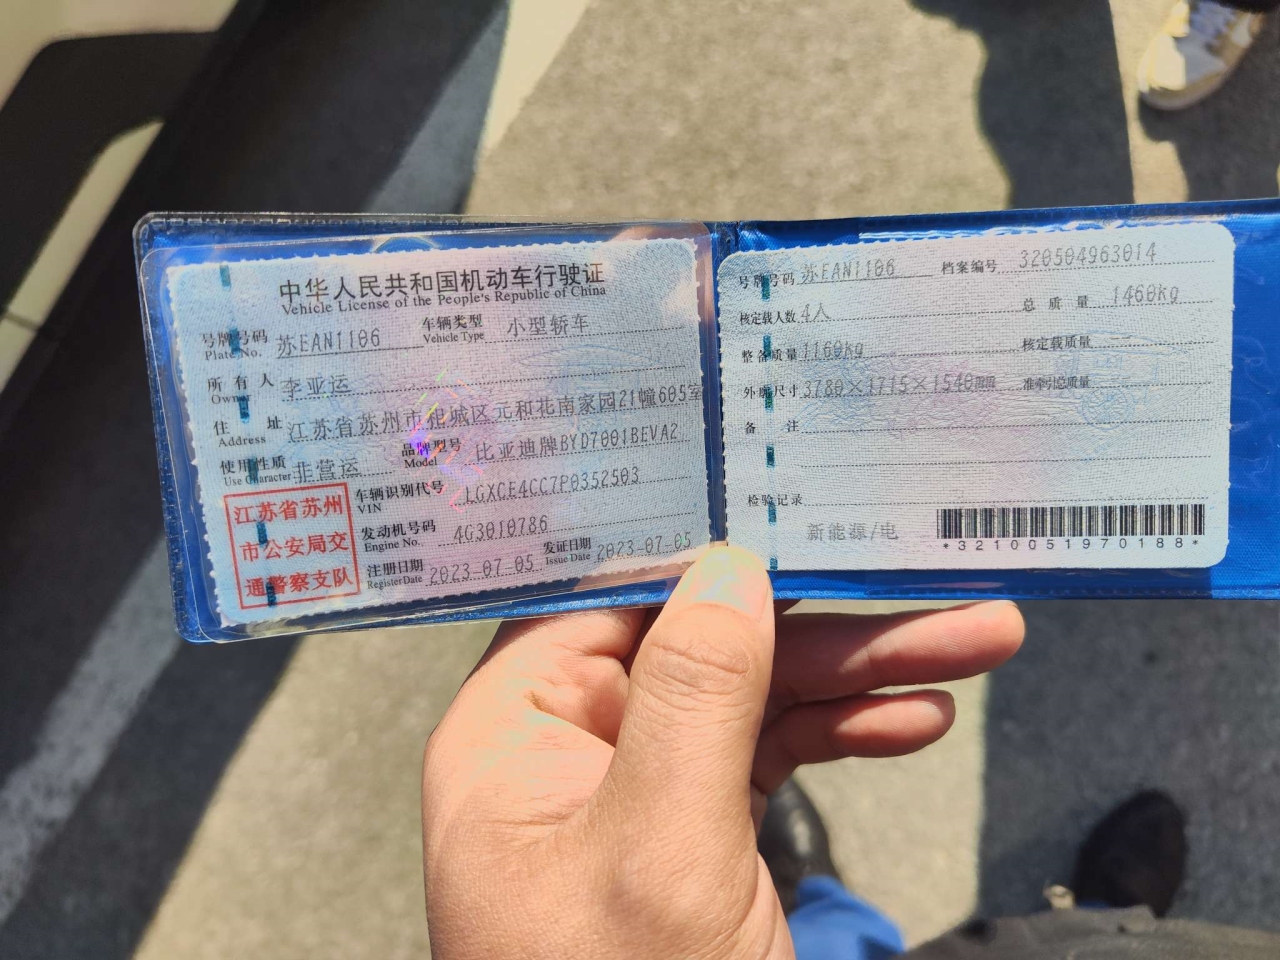 中华人民共和国机动车行驶证
Vehicle License of the People's Republic of China
号牌号码 苏EAN1106 车辆类型 小型轿车
Plate No. Vehicle Type
所有人 李亚运
Owner
住址 江苏省苏州市相城区元和花南家园21幢605室
Address
使用性质 非营运 品牌型号 比亚迪牌BYD7001BEVA2
Use Character Model
江苏省苏州
市公安局交
通警察支队
车辆识别代号 LGXCE4CC7P0352503
VIN
发动机号码 4G3010786
Engine No.
注册日期 2023-07-05 发证日期 2023-07-05
Register Date Issue Date
号牌号码 苏EAN1106 档案编号 320504963014
核定载人数 4人 总质量 1460kg
整备质量 1160kg 核定载质量 --
外廓尺寸 3780×1715×1540mm 准牵引总质量 --
备注
检验记录
新能源/电
*3210051970188*